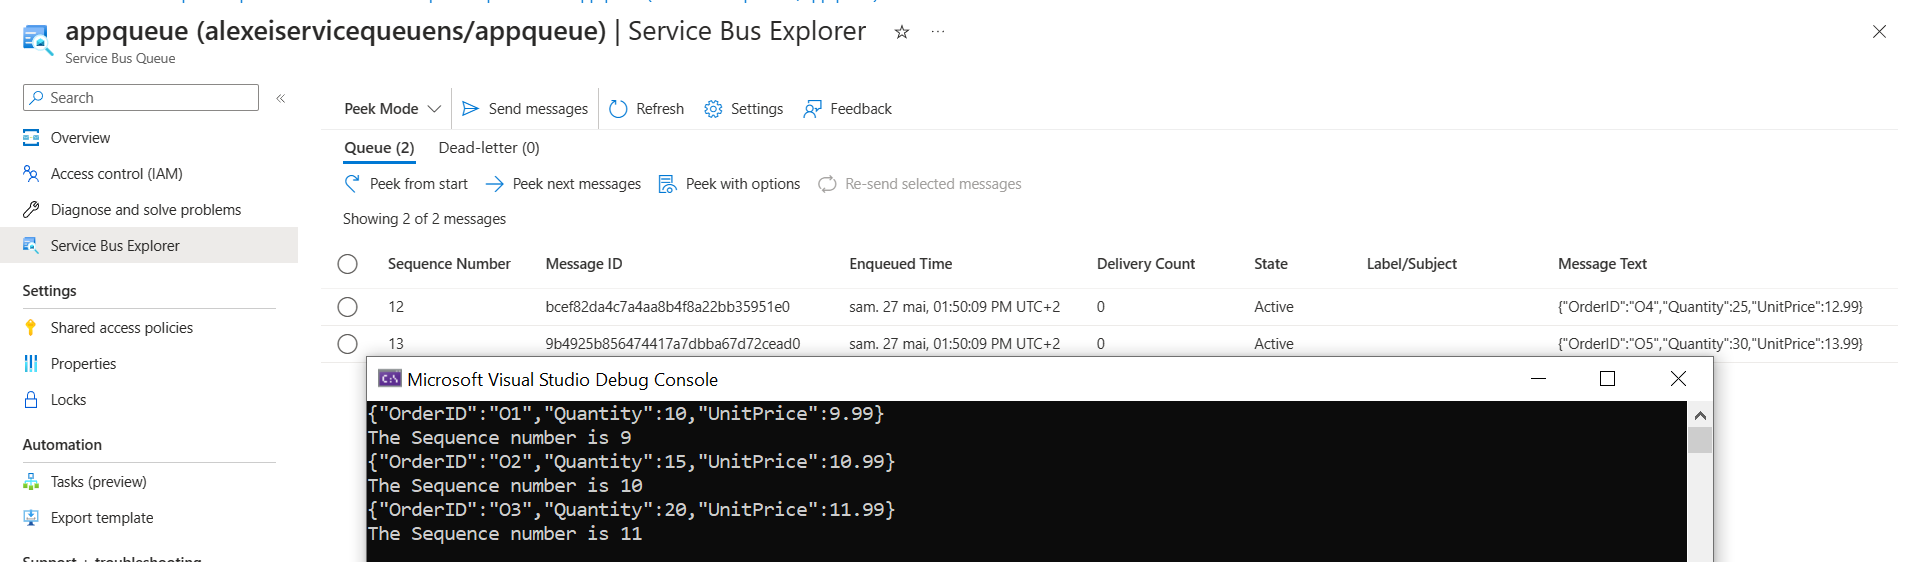 appqueue (alexeiservicequeuens/appqueue) | Service Bus Explorer
Service Bus Queue
Search
Overview
Access control (IAM)
Diagnose and solve problems
Service Bus Explorer
Settings
Shared access policies
Properties
Locks
Automation
Tasks (preview)
Export template
Support + troubleshooting
Peek Mode Send messages Refresh Settings Feedback
Queue (2) Dead-letter (0)
Peek from start Peek next messages Peek with options Re-send selected messages
Showing 2 of 2 messages
Sequence Number Message ID Enqueued Time Delivery Count State Label/Subject Message Text
12 bcef82da4c7a4aa8b4f8a22bb35951e0 sam. 27 mai, 01:50:09 PM UTC+2 0 Active {"OrderID":"O4","Quantity":25,"UnitPrice":12.99}
13 9b4925b856474417a7dbba67d72cead0 sam. 27 mai, 01:50:09 PM UTC+2 0 Active {"OrderID":"O5","Quantity":30,"UnitPrice":13.99}
C:\ Microsoft Visual Studio Debug Console
{"OrderID":"O1","Quantity":10,"UnitPrice":9.99}
The Sequence number is 9
{"OrderID":"O2","Quantity":15,"UnitPrice":10.99}
The Sequence number is 10
{"OrderID":"O3","Quantity":20,"UnitPrice":11.99}
The Sequence number is 11